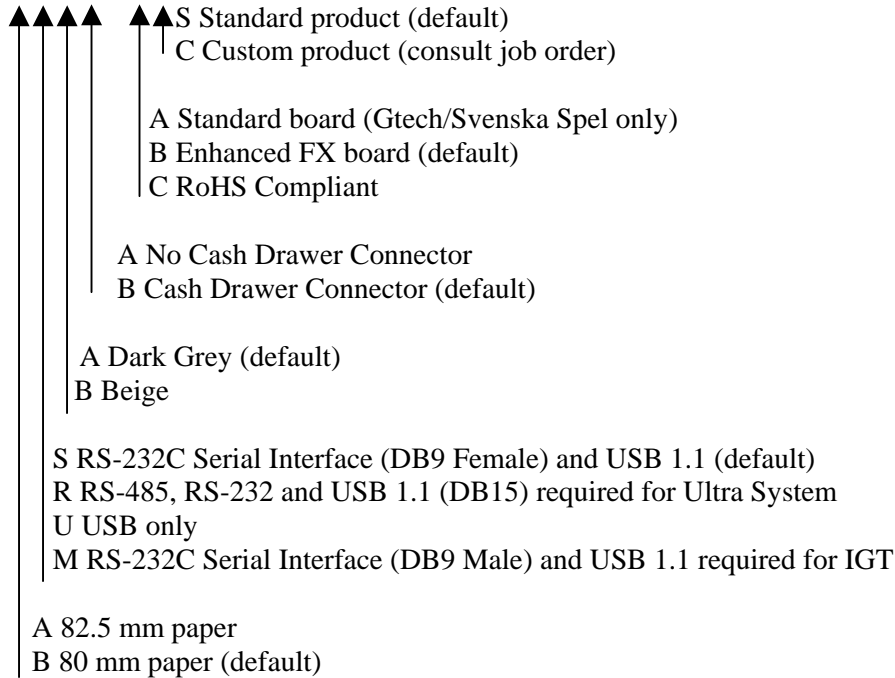 S Standard product (default)
C Custom product (consult job order)
A Standard board (Gtech/Svenska Spel only)
B Enhanced FX board (default)
C RoHS Compliant
A No Cash Drawer Connector
B Cash Drawer Connector (default)
A Dark Grey (default)
B Beige
S RS-232C Serial Interface (DB9 Female) and USB 1.1 (default)
R RS-485, RS-232 and USB 1.1 (DB15) required for Ultra System
U USB only
M RS-232C Serial Interface (DB9 Male) and USB 1.1 required for IGT
A 82.5 mm paper
B 80 mm paper (default)